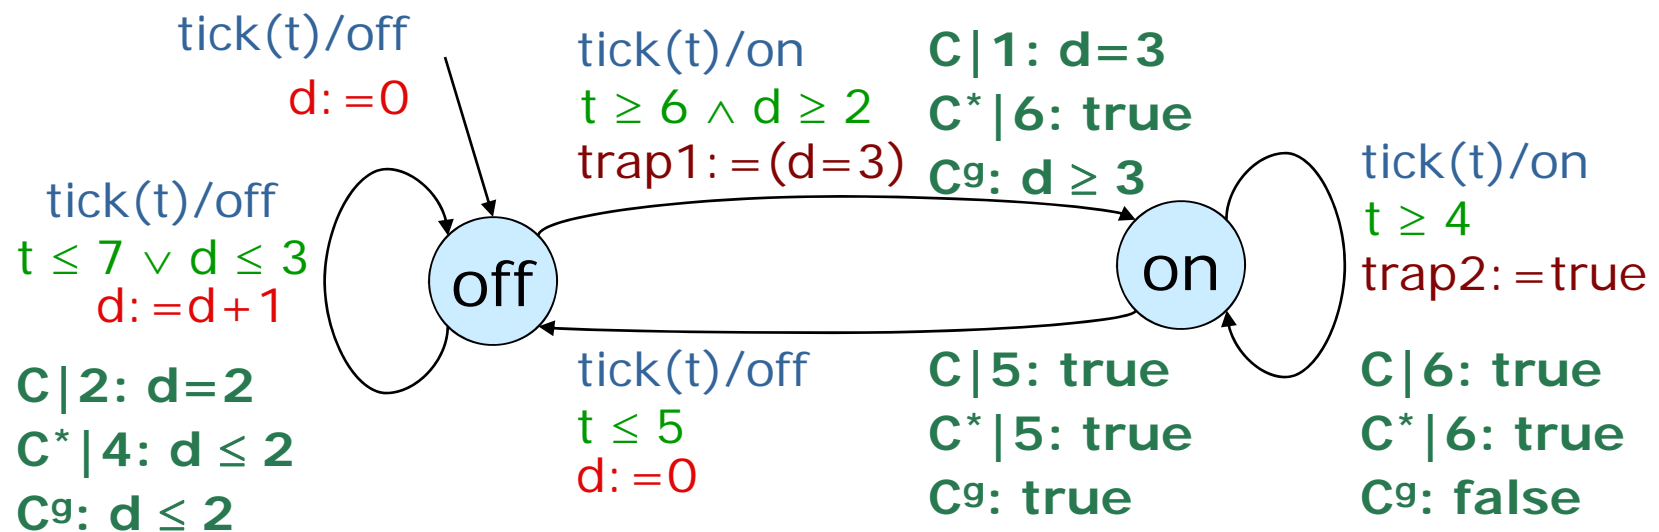 tick(t)/off
d:=0
tick(t)/on
t ≥ 6 ∧ d ≥ 2
trap1:=(d=3)
C|1: d=3
C*|6: true
Cg: d ≥ 3
tick(t)/on
t ≥ 4
trap2:=true
tick(t)/off
t ≤ 7 ∨ d ≤ 3
d:=d+1
off
on
C|2: d=2
C*|4: d ≤ 2
Cg: d ≤ 2
tick(t)/off
t ≤ 5
d:=0
C|5: true
C*|5: true
Cg: true
C|6: true
C*|6: true
Cg: false